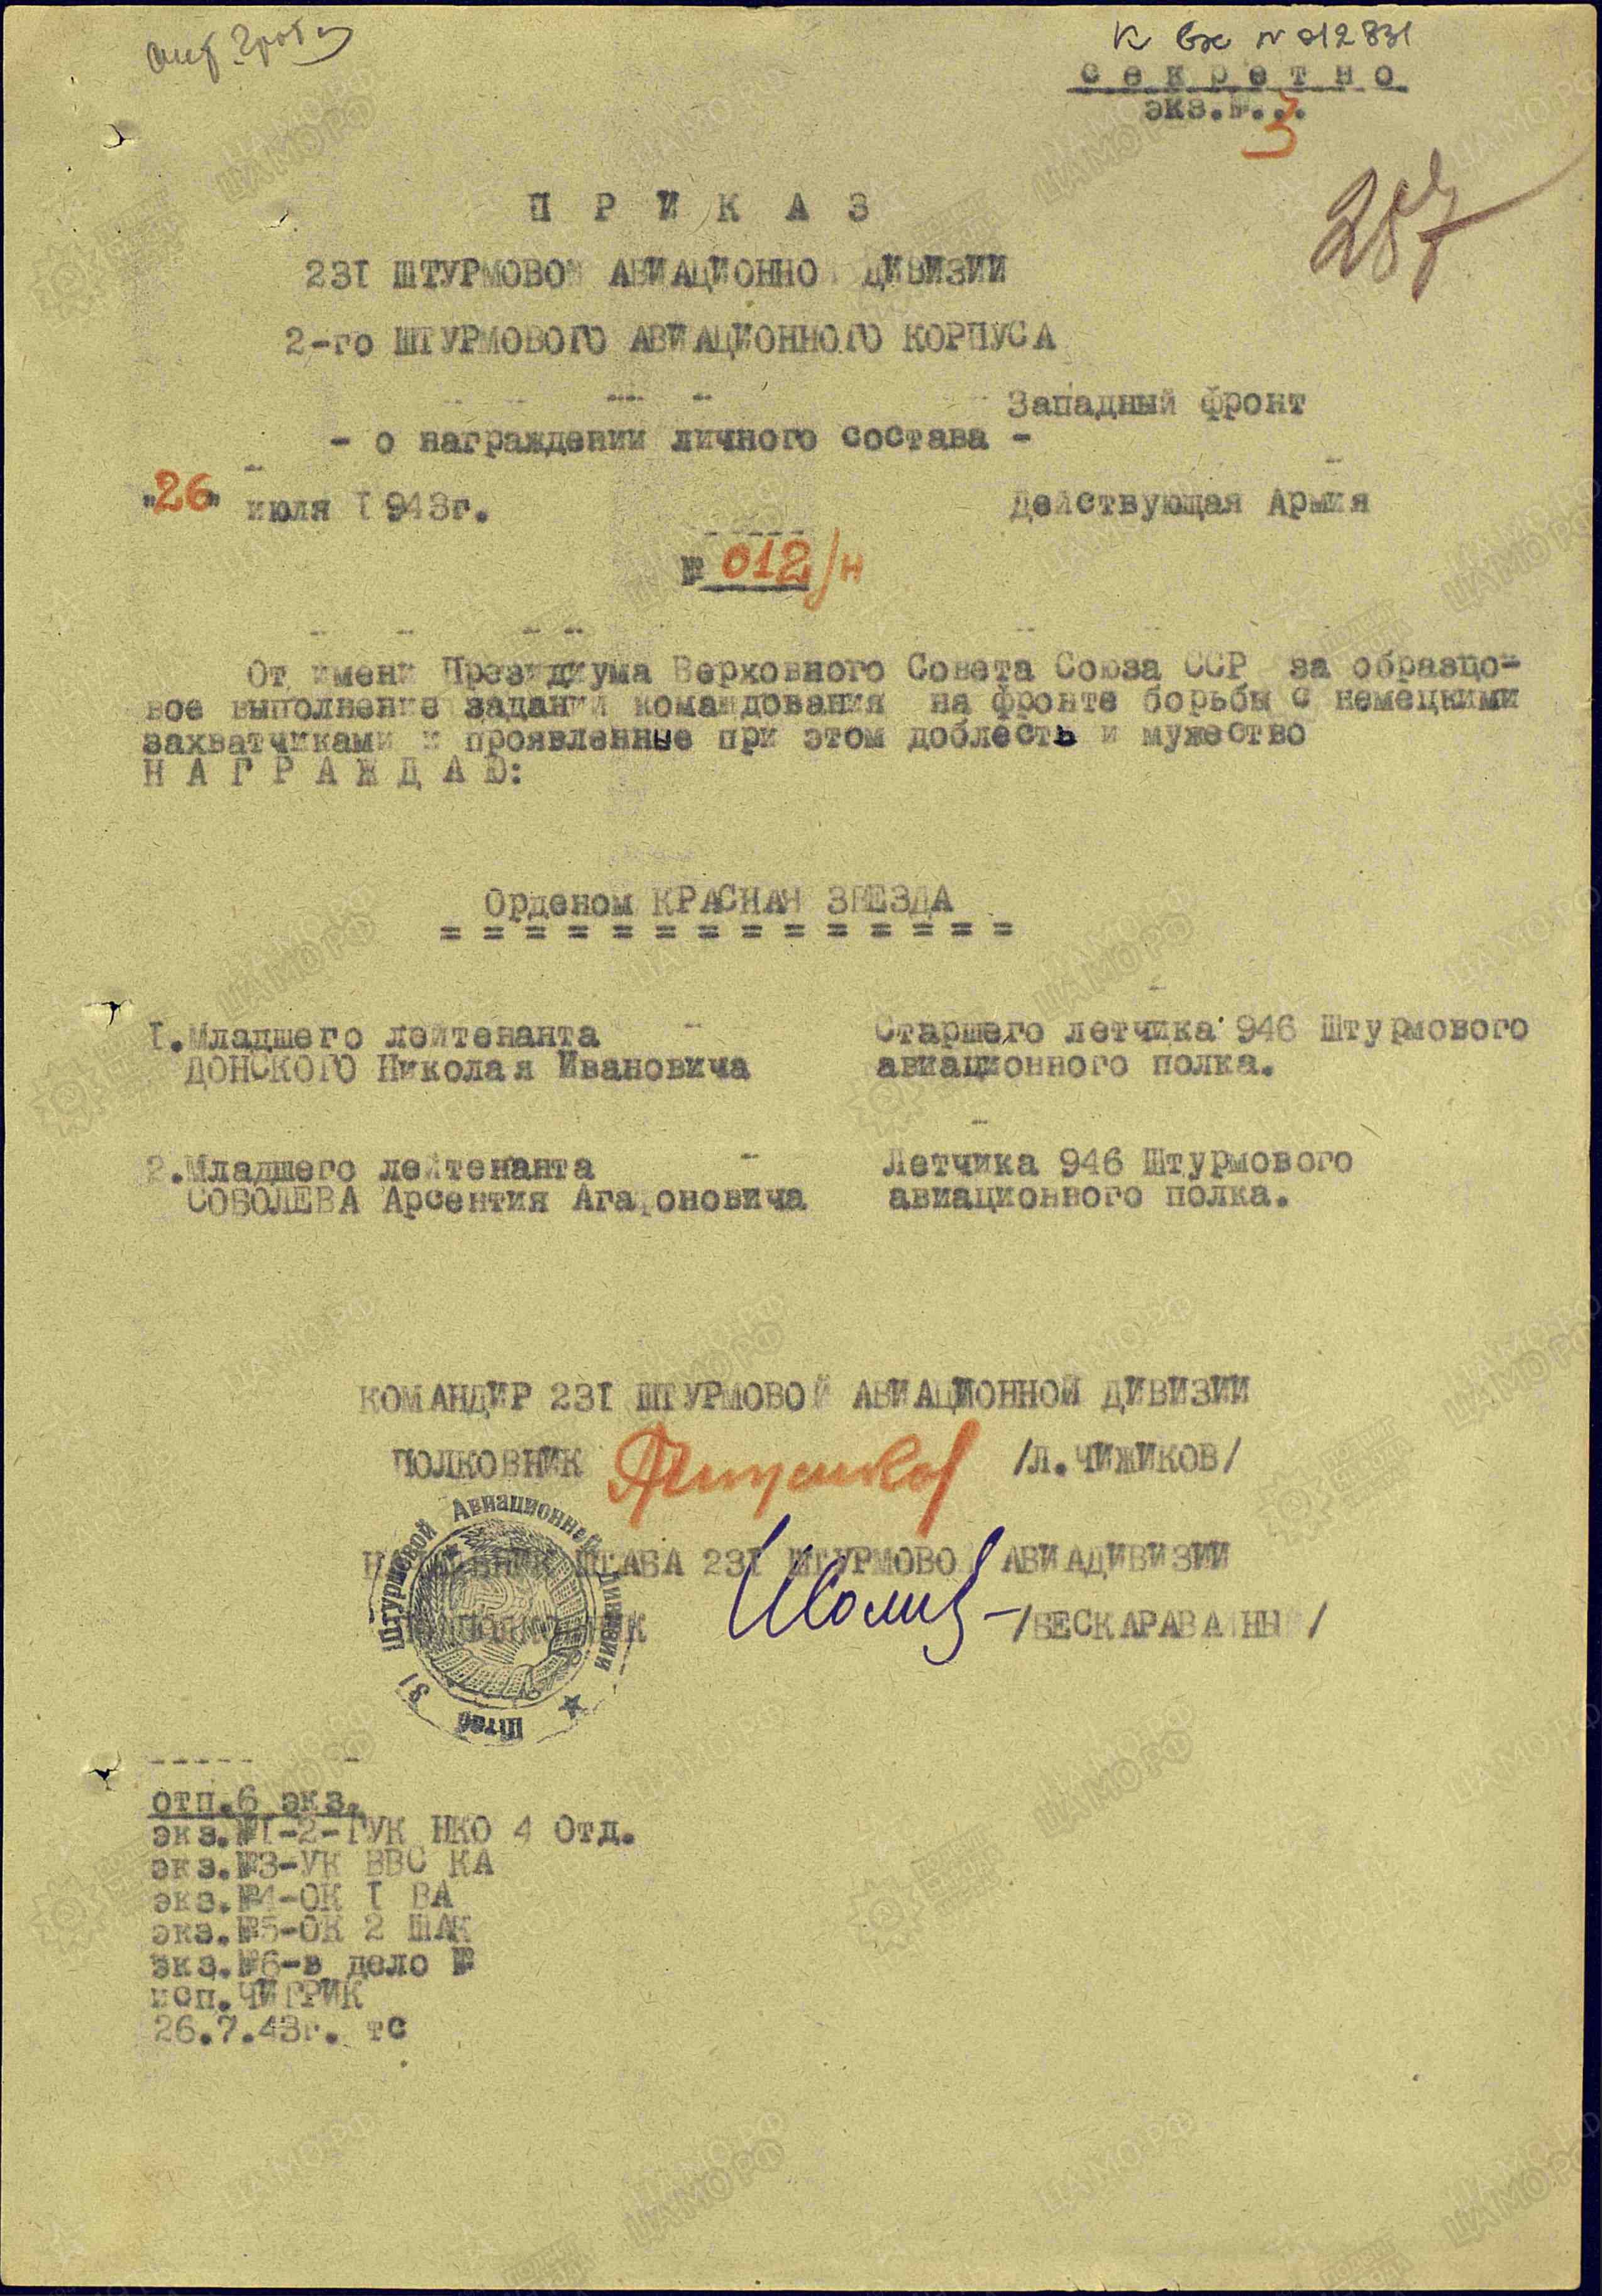 К вх № 012831
секретно
экз.№...3
287
П Р И К А З
231 ШТУРМОВОЙ АВИАЦИОННОЙ ДИВИЗИИ
2-го ШТУРМОВОГО АВИАЦИОННОГО КОРПУСА
Западный фронт
- о награждении личного состава -
"26" июля 1943г.
Действующая Армия
№ 012/н
От имени Президиума Верховного Совета Союза ССР за образцо-
вое выполнение заданий командования на фронте борьбы с немецкими
захватчиками и проявленные при этом доблесть и мужество
Н А Г Р А Ж Д А Ю:
Орденом КРАСНАЯ ЗВЕЗДА
= = = = = = = = = = = = = =
1.Младшего лейтенанта Старшего летчика 946 Штурмового
ДОНСКОГО Николая Ивановича авиационного полка.
2.Младшего лейтенанта Летчика 946 Штурмового
СОБОЛЕВА Арсентия Агафоновича авиационного полка.
КОМАНДИР 231 ШТУРМОВОЙ АВИАЦИОННОЙ ДИВИЗИИ
ПОЛКОВНИК /Л.ЧИЖИКОВ/
НАЧАЛЬНИК ШТАБА 231 ШТУРМОВОЙ АВИАДИВИЗИИ
ПОДПОЛКОВНИК /БЕСКАРАВАЙНЫЙ/
Штаб 231 Штурмовой Авиационной Дивизии
отп.6 экз.
экз.№1-2-ГУК НКО 4 Отд.
экз.№3-УК ВВС КА
экз.№4-ОК 1 ВА
экз.№5-ОК 2 ШАК
экз.№6-в дело №
исп.ЧИГРИК
26.7.43г. тс